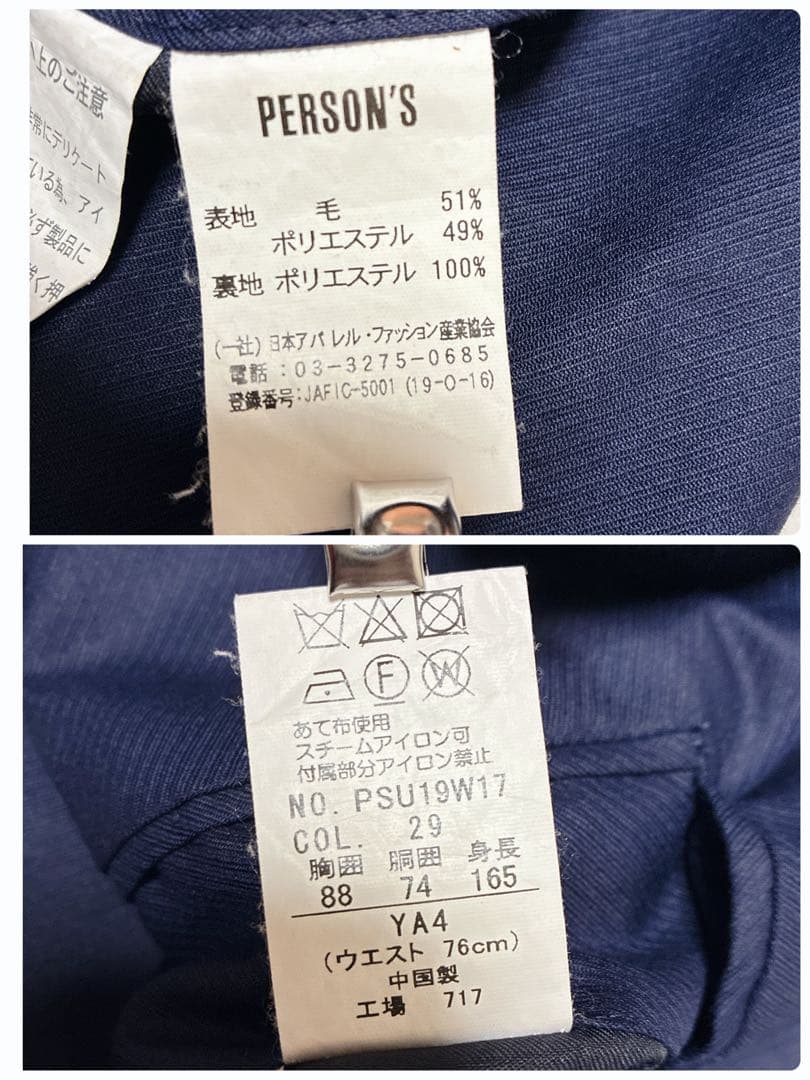 い上のご注意
非常にデリケート
ている為、アイ
必ず製品に
軽く押
PERSON'S
表地 毛 51%
ポリエステル 49%
裏地 ポリエステル 100%
(一社)日本アパレル・ファッション産業協会
電話:03-3275-0685
登録番号:JAFIC-5001 (19-O-16)
F W
あて布使用
スチームアイロン可
付属部分アイロン禁止
NO. PSU19W17
COL. 29
胸囲 胴囲 身長
88 74 165
YA4
(ウエスト 76cm)
中国製
工場 717